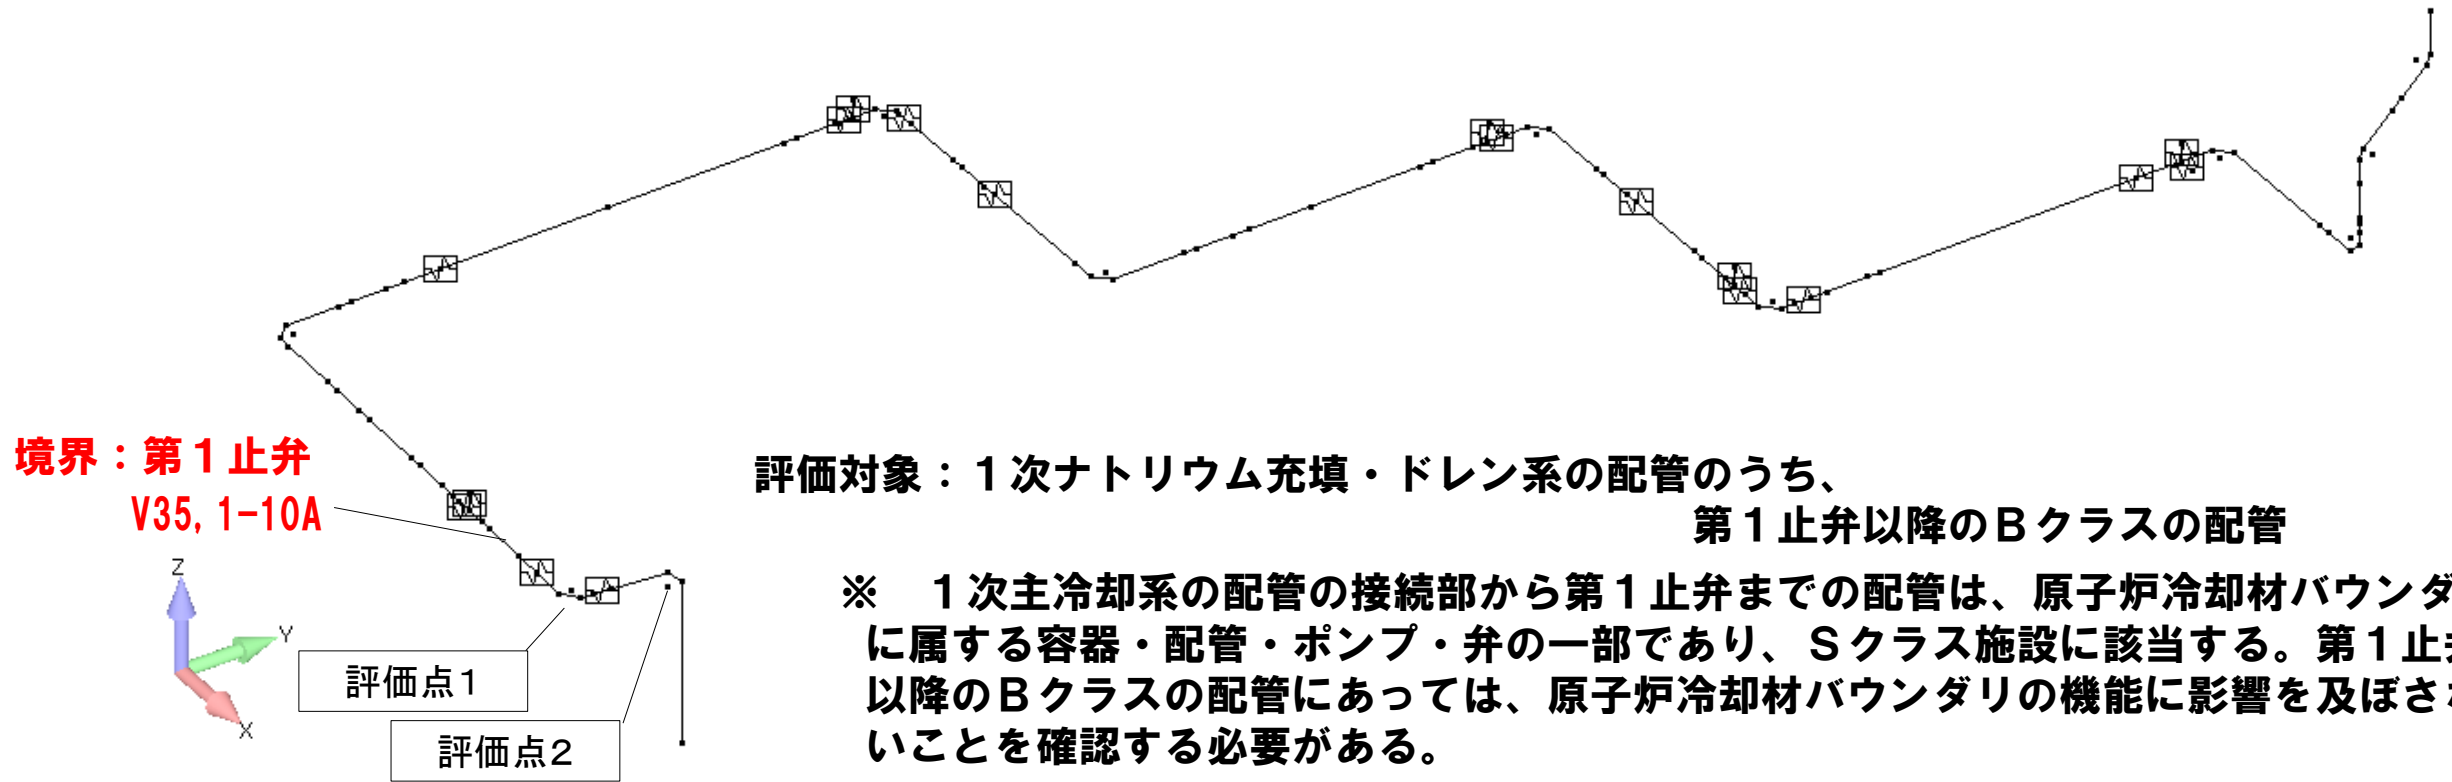 境界：第１止弁
V35, 1-10A
評価対象：１次ナトリウム充填・ドレン系の配管のうち、
第１止弁以降のＢクラスの配管
※　１次主冷却系の配管の接続部から第１止弁までの配管は、原子炉冷却材バウンダ
に属する容器・配管・ポンプ・弁の一部であり、Ｓクラス施設に該当する。第１止
以降のＢクラスの配管にあっては、原子炉冷却材バウンダリの機能に影響を及ぼさ
いことを確認する必要がある。
Z
Y
X
評価点1
評価点2